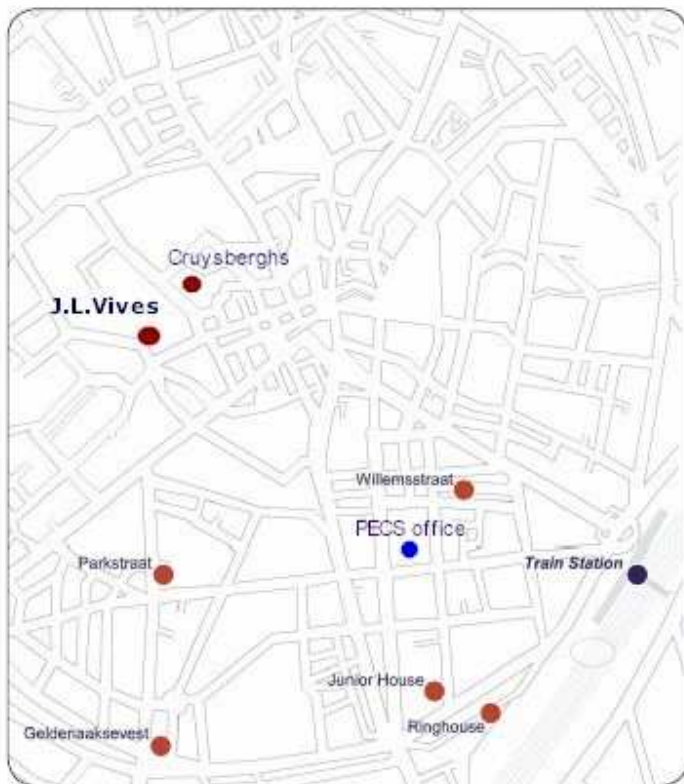 Cruysberghs
J.L.Vives
Willemsstraat
PECS office
Parkstraat
Train Station
Junior House
Ringhouse
Geldenaaksevest